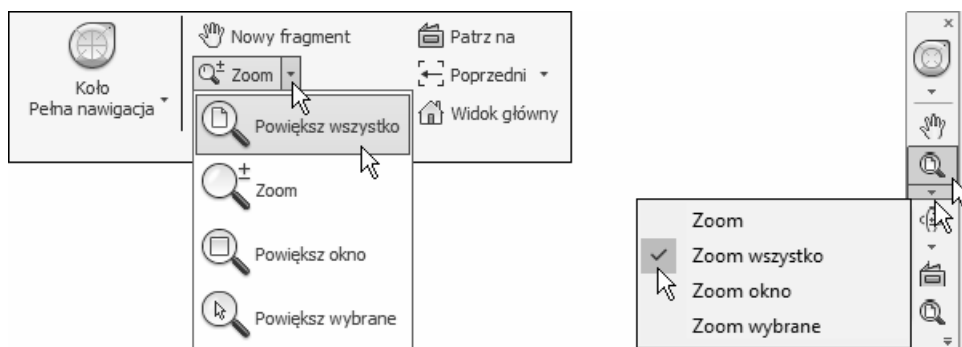 Koło
Pełna nawigacja
Nowy fragment
Zoom
Patrz na
Poprzedni
Widok główny
Powiększ wszystko
Zoom
Powiększ okno
Powiększ wybrane
Zoom
Zoom wszystko
Zoom okno
Zoom wybrane